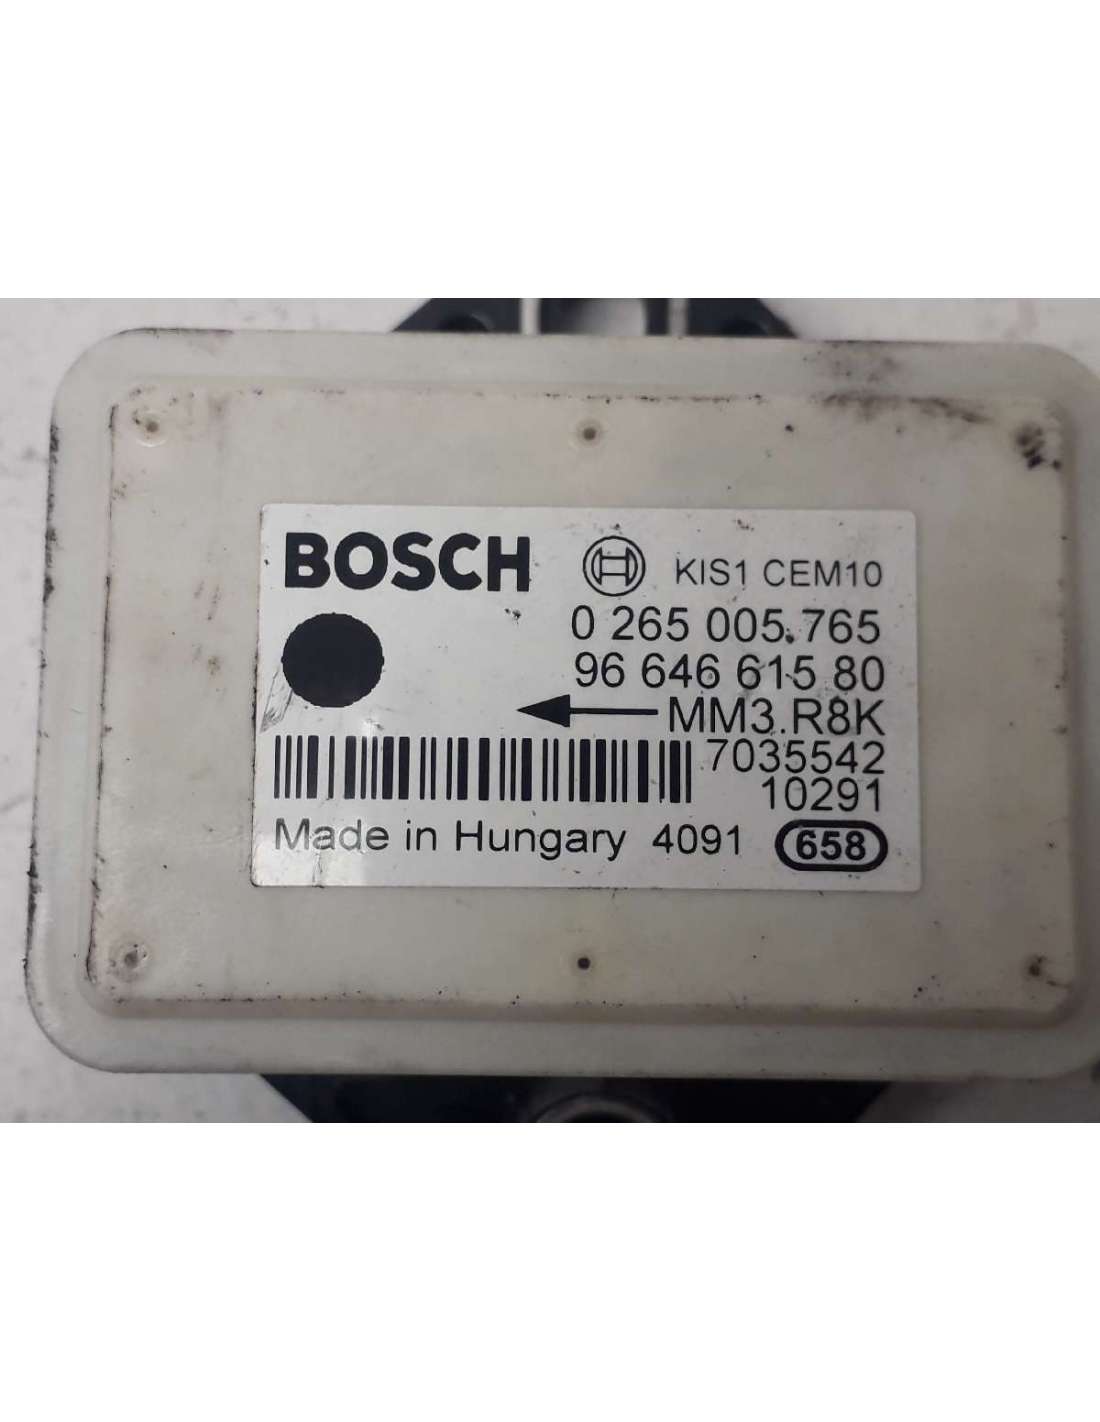 BOSCH KIS1 CEM10
0 265 005 765
96 646 615 80
MM3.R8K
7035542
10291
Made in Hungary 4091 658